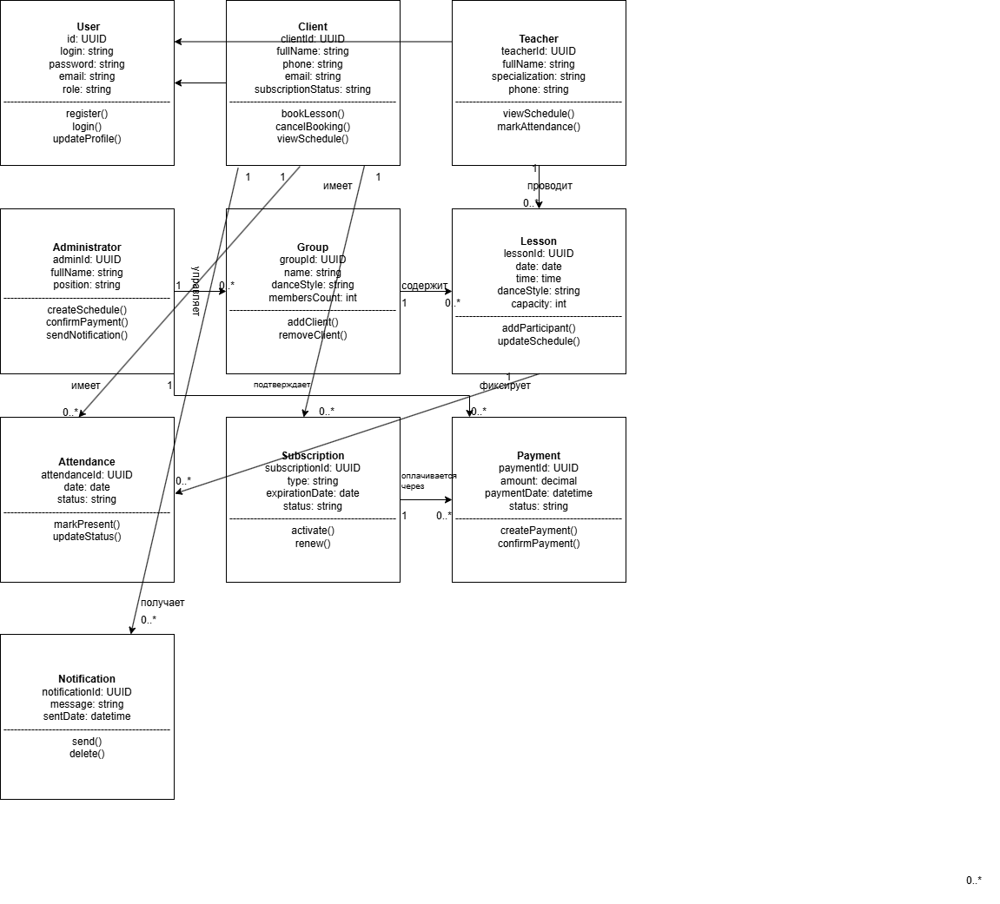 User
id: UUID
login: string
password: string
email: string
role: string
register()
login()
updateProfile()
Client
clientId: UUID
fullName: string
phone: string
email: string
subscriptionStatus: string
bookLesson()
cancelBooking()
viewSchedule()
Teacher
teacherId: UUID
fullName: string
specialization: string
phone: string
viewSchedule()
markAttendance()
1
1
имеет
1
1
проводит
0..*
Administrator
adminId: UUID
fullName: string
position: string
createSchedule()
confirmPayment()
sendNotification()
1
управляет
0..*
Group
groupId: UUID
name: string
danceStyle: string
membersCount: int
addClient()
removeClient()
содержит
1
0..*
Lesson
lessonId: UUID
date: date
time: time
danceStyle: string
capacity: int
addParticipant()
updateSchedule()
имеет
1
подтверждает
1
фиксирует
0..*
0..*
0..*
Attendance
attendanceId: UUID
date: date
status: string
markPresent()
updateStatus()
0..*
Subscription
subscriptionId: UUID
type: string
expirationDate: date
status: string
activate()
renew()
оплачивается
через
1
0..*
Payment
paymentId: UUID
amount: decimal
paymentDate: datetime
status: string
createPayment()
confirmPayment()
получает
0..*
Notification
notificationId: UUID
message: string
sentDate: datetime
send()
delete()
0..*